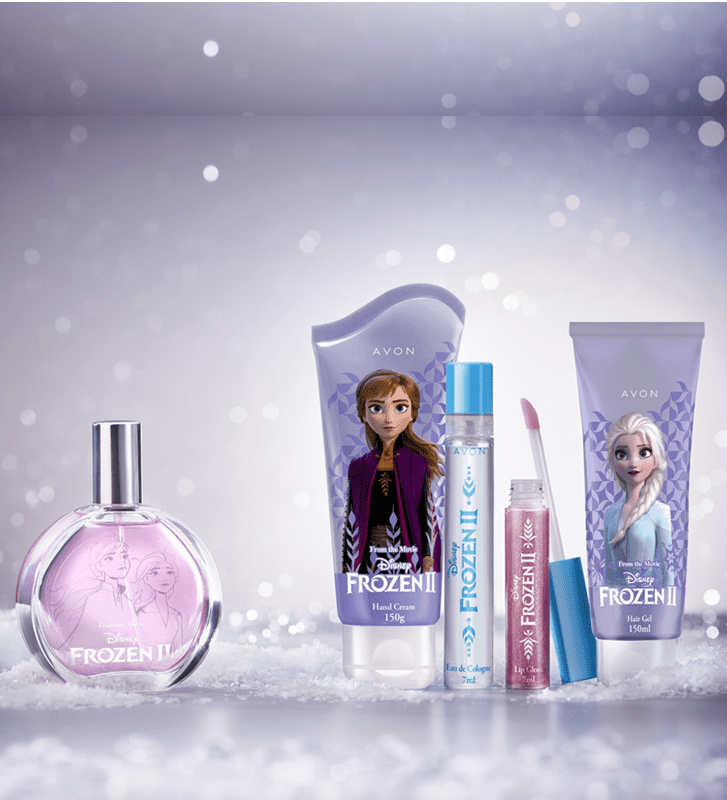 From the Movie
Disney
FROZEN II
AVON
From the Movie
Disney
FROZEN II
Hand Cream
150g
AVON
Disney
FROZEN II
Eau de Cologne
7ml
Disney
FROZEN II
Lip Gloss
7ml
AVON
From the Movie
Disney
FROZEN II
Hair Gel
150ml